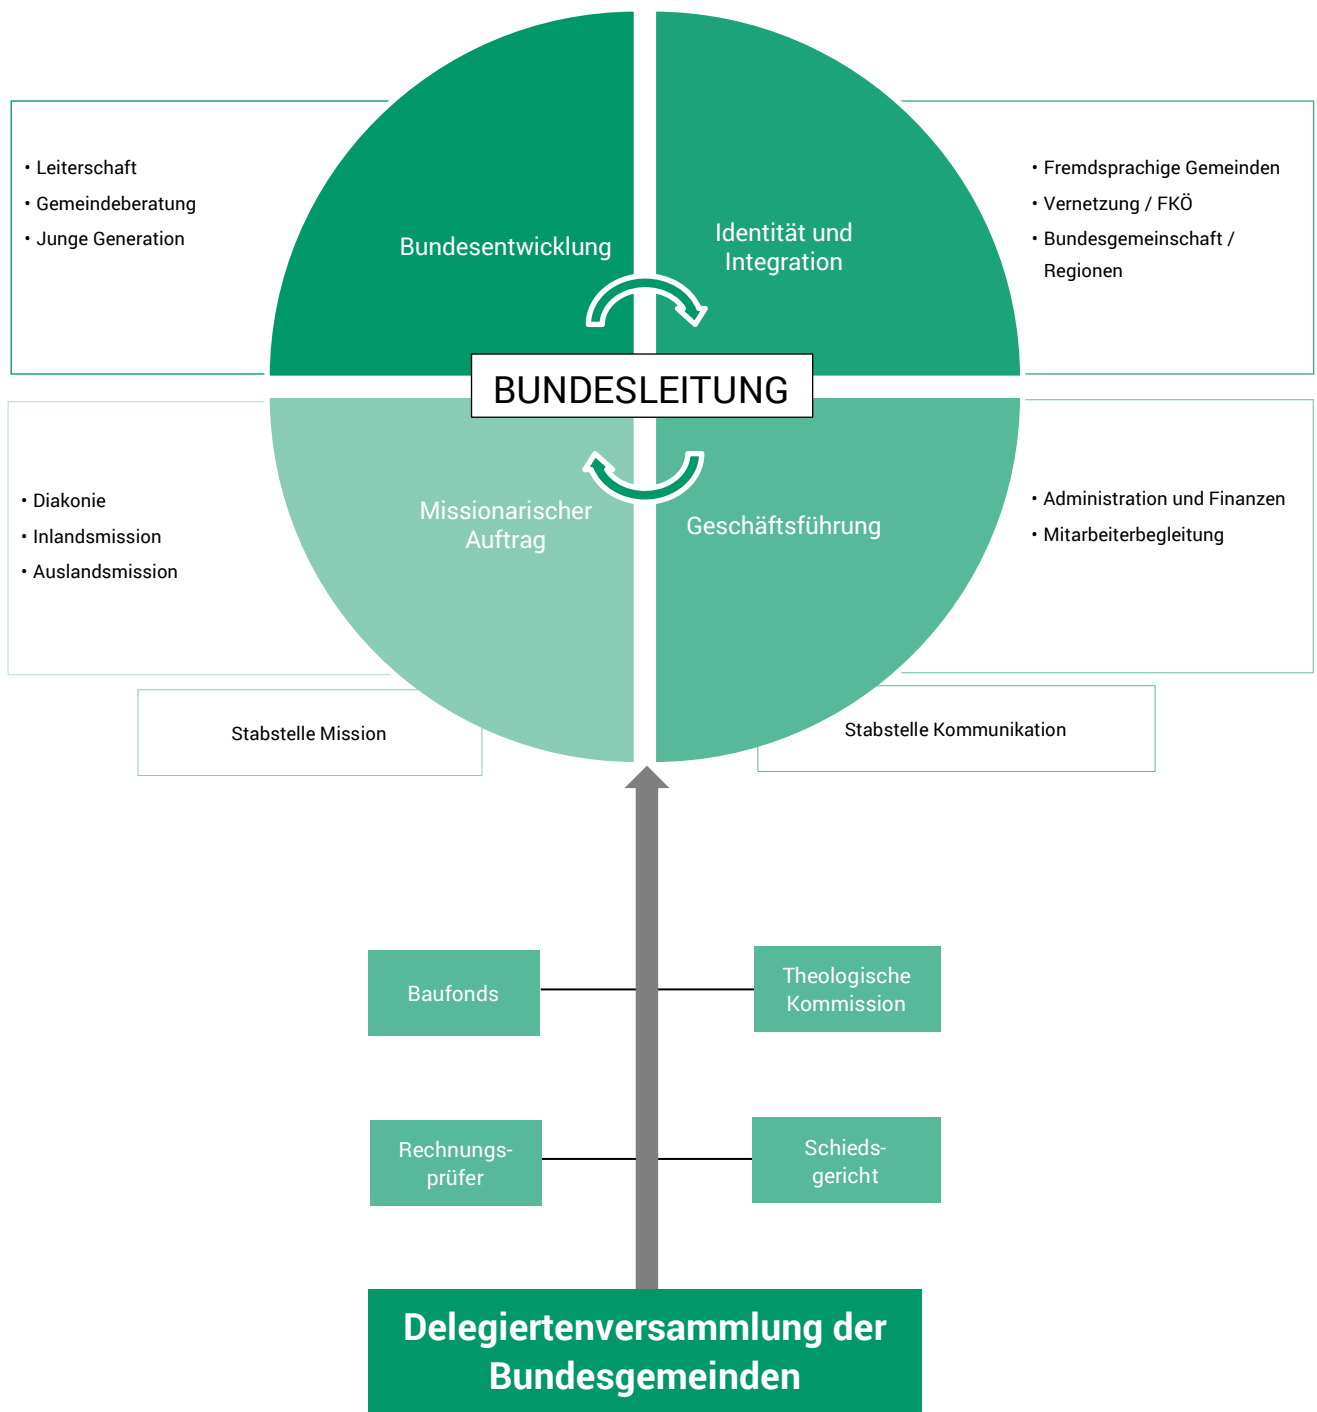 • Leiterschaft
• Gemeindeberatung
• Junge Generation
Bundesentwicklung
Identität und
Integration
• Fremdsprachige Gemeinden
• Vernetzung / FKÖ
• Bundesgemeinschaft /
Regionen
BUNDESLEITUNG
• Diakonie
• Inlandsmission
• Auslandsmission
Missionarischer
Auftrag
Geschäftsführung
• Administration und Finanzen
• Mitarbeiterbegleitung
Stabstelle Mission
Stabstelle Kommunikation
Baufonds
Theologische
Kommission
Rechnungs-
prüfer
Schieds-
gericht
Delegiertenversammlung der
Bundesgemeinden